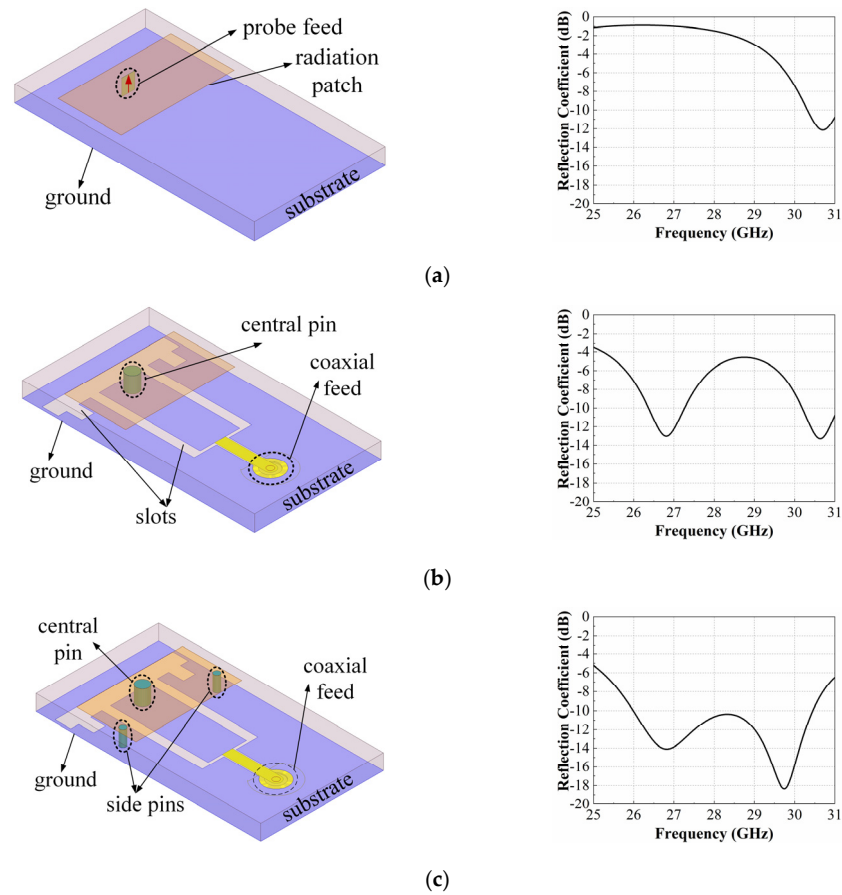 probe feed
radiation
patch
ground
substrate
Reflection Coefficient (dB)
0
-2
-4
-6
-8
-10
-12
-14
-16
-18
-20
25 26 27 28 29 30 31
Frequency (GHz)
(a)
central pin
coaxial
feed
ground
slots
substrate
Reflection Coefficient (dB)
0
-2
-4
-6
-8
-10
-12
-14
-16
-18
-20
25 26 27 28 29 30 31
Frequency (GHz)
(b)
central
pin
coaxial
feed
ground
side pins
substrate
Reflection Coefficient (dB)
0
-2
-4
-6
-8
-10
-12
-14
-16
-18
-20
25 26 27 28 29 30 31
Frequency (GHz)
(c)